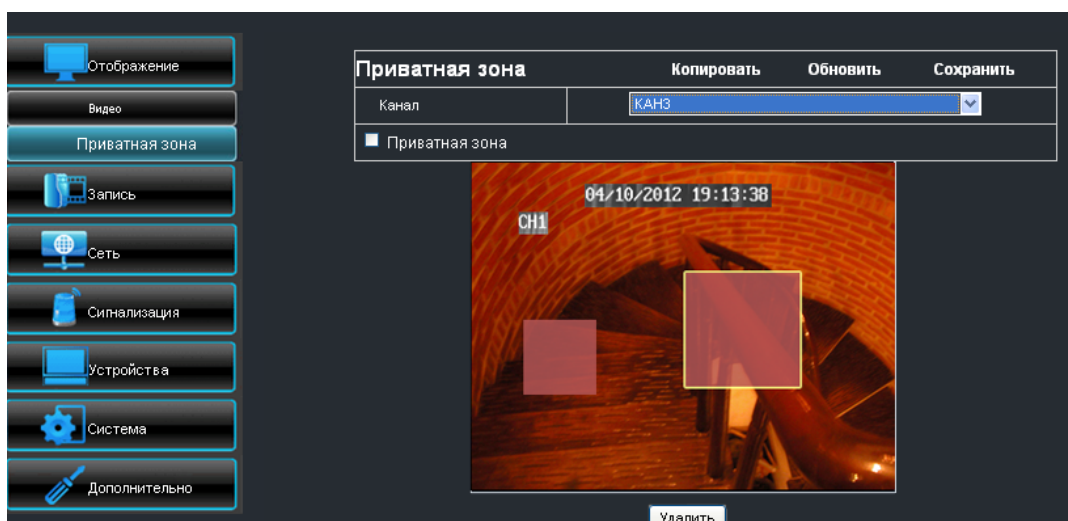 Отображение
Видео
Приватная зона
Запись
Сеть
Сигнализация
Устройства
Система
Дополнительно
Приватная зона Копировать Обновить Сохранить
Канал КАН3
Приватная зона
04/10/2012 19:13:38
CH1
Удалить